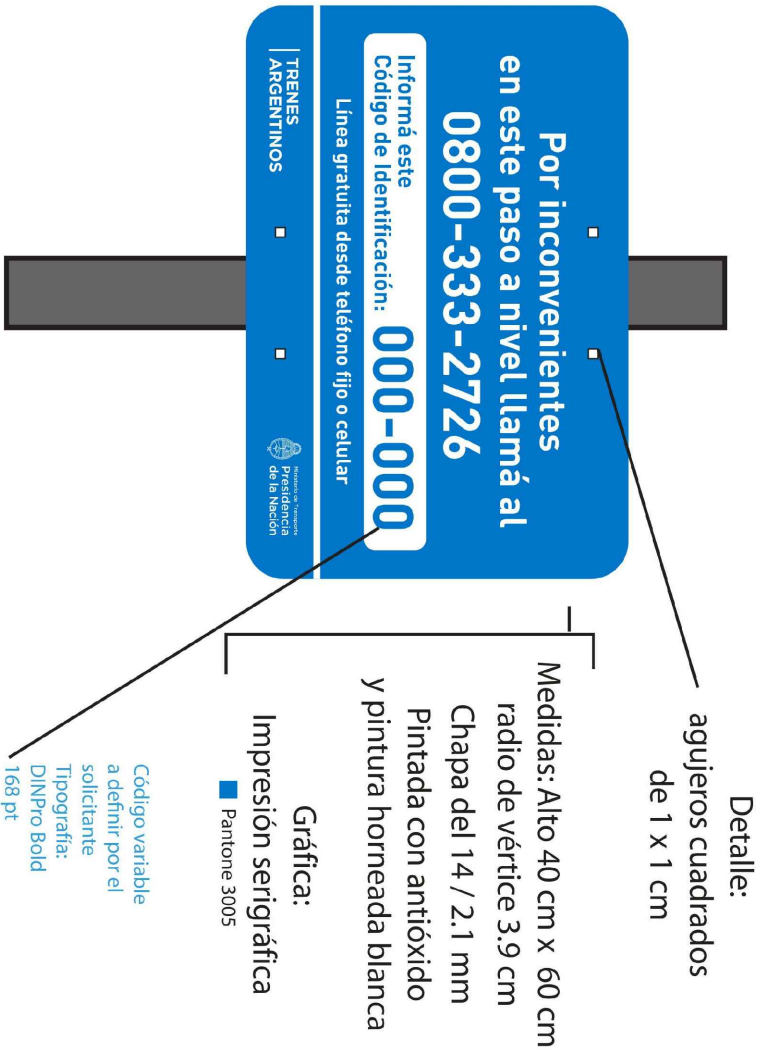 Por inconvenientes
en este paso a nivel llamá al
0800-333-2726
Informá este
Código de Identificación:
000-000
Línea gratuita desde teléfono fijo o celular
TRENES
ARGENTINOS
Ministerio de Transporte
Presidencia
de la Nación
Detalle:
agujeros cuadrados
de 1 x 1 cm
Medidas: Alto 40 cm x 60 cm
radio de vértice 3.9 cm
Chapa del 14 / 2.1 mm
Pintada con antióxido
y pintura horneada blanca
Gráfica:
Impresión serigráfica
Pantone 3005
Código variable
a definir por el
solicitante
Tipografía:
DINPro Bold
168 pt